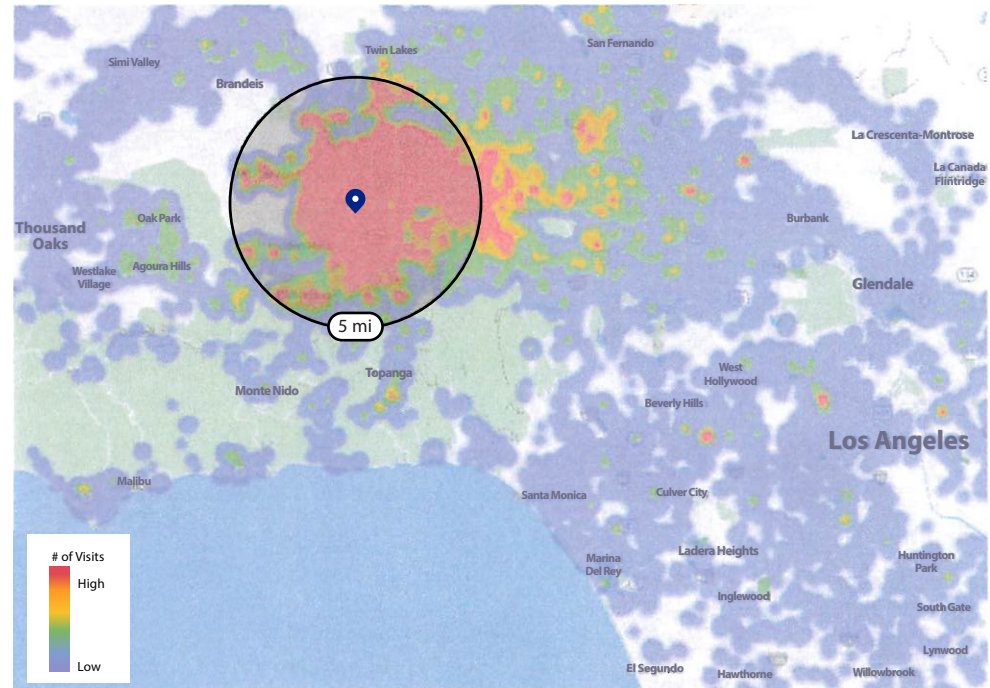 San Fernando
Twin Lakes
Simi Valley
Brandeis
La Crescenta-Montrose
La Canada
Flintridge
Oak Park
Burbank
Thousand
Oaks
Agoura Hills
Westlake
Village
Glendale
5 mi
West
Hollywood
Topanga
Monte Nido
Beverly Hills
Los Angeles
Malibu
Santa Monica
Culver City
Marina
Del Rey
Ladera Heights
Huntington
Park
Inglewood
South Gate
Lynwood
El Segundo
Hawthorne
Willowbrook
# of Visits
High
Low